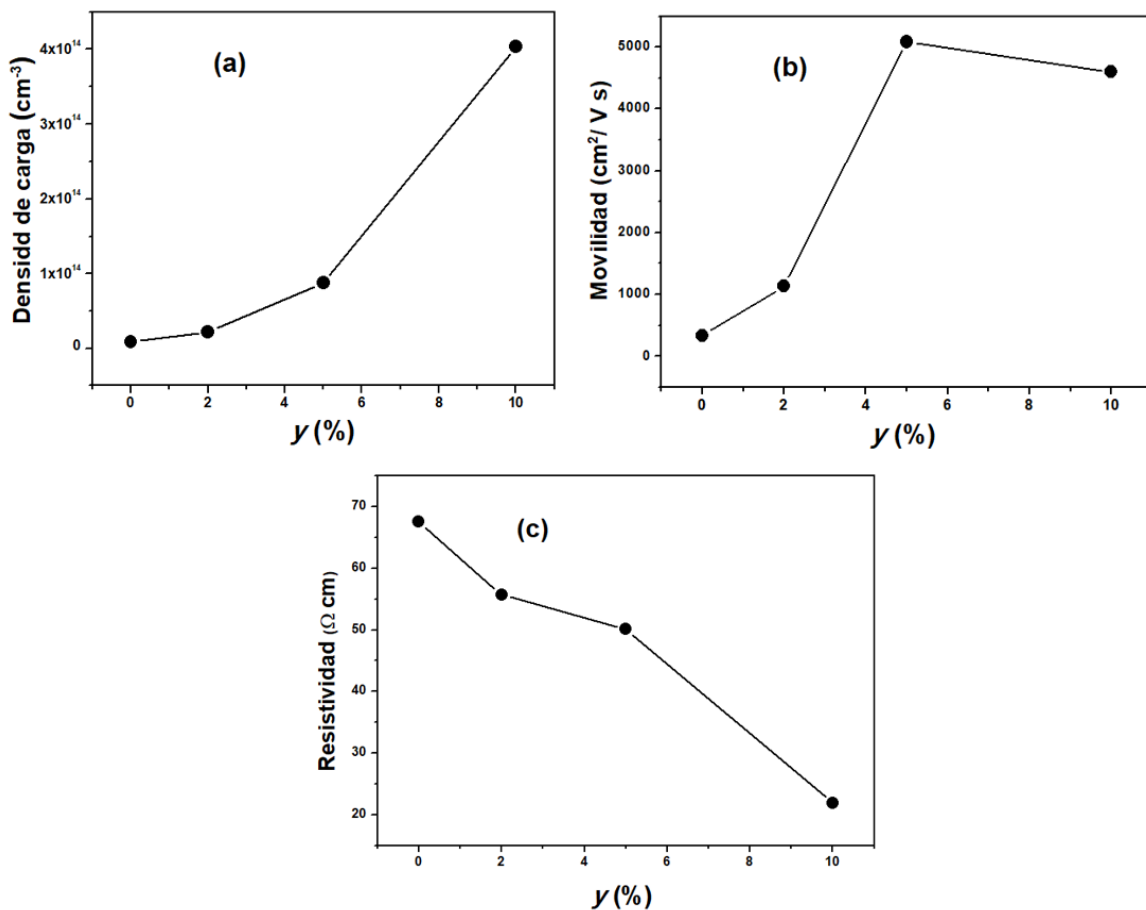 (a)
Densidd de carga (cm⁻³)
4x10¹⁴
3x10¹⁴
2x10¹⁴
1x10¹⁴
0
0 2 4 6 8 10
y (%)
(b)
Movilidad (cm²/ V s)
5000
4000
3000
2000
1000
0
0 2 4 6 8 10
y (%)
(c)
Resistividad (Ω cm)
70
60
50
40
30
20
0 2 4 6 8 10
y (%)